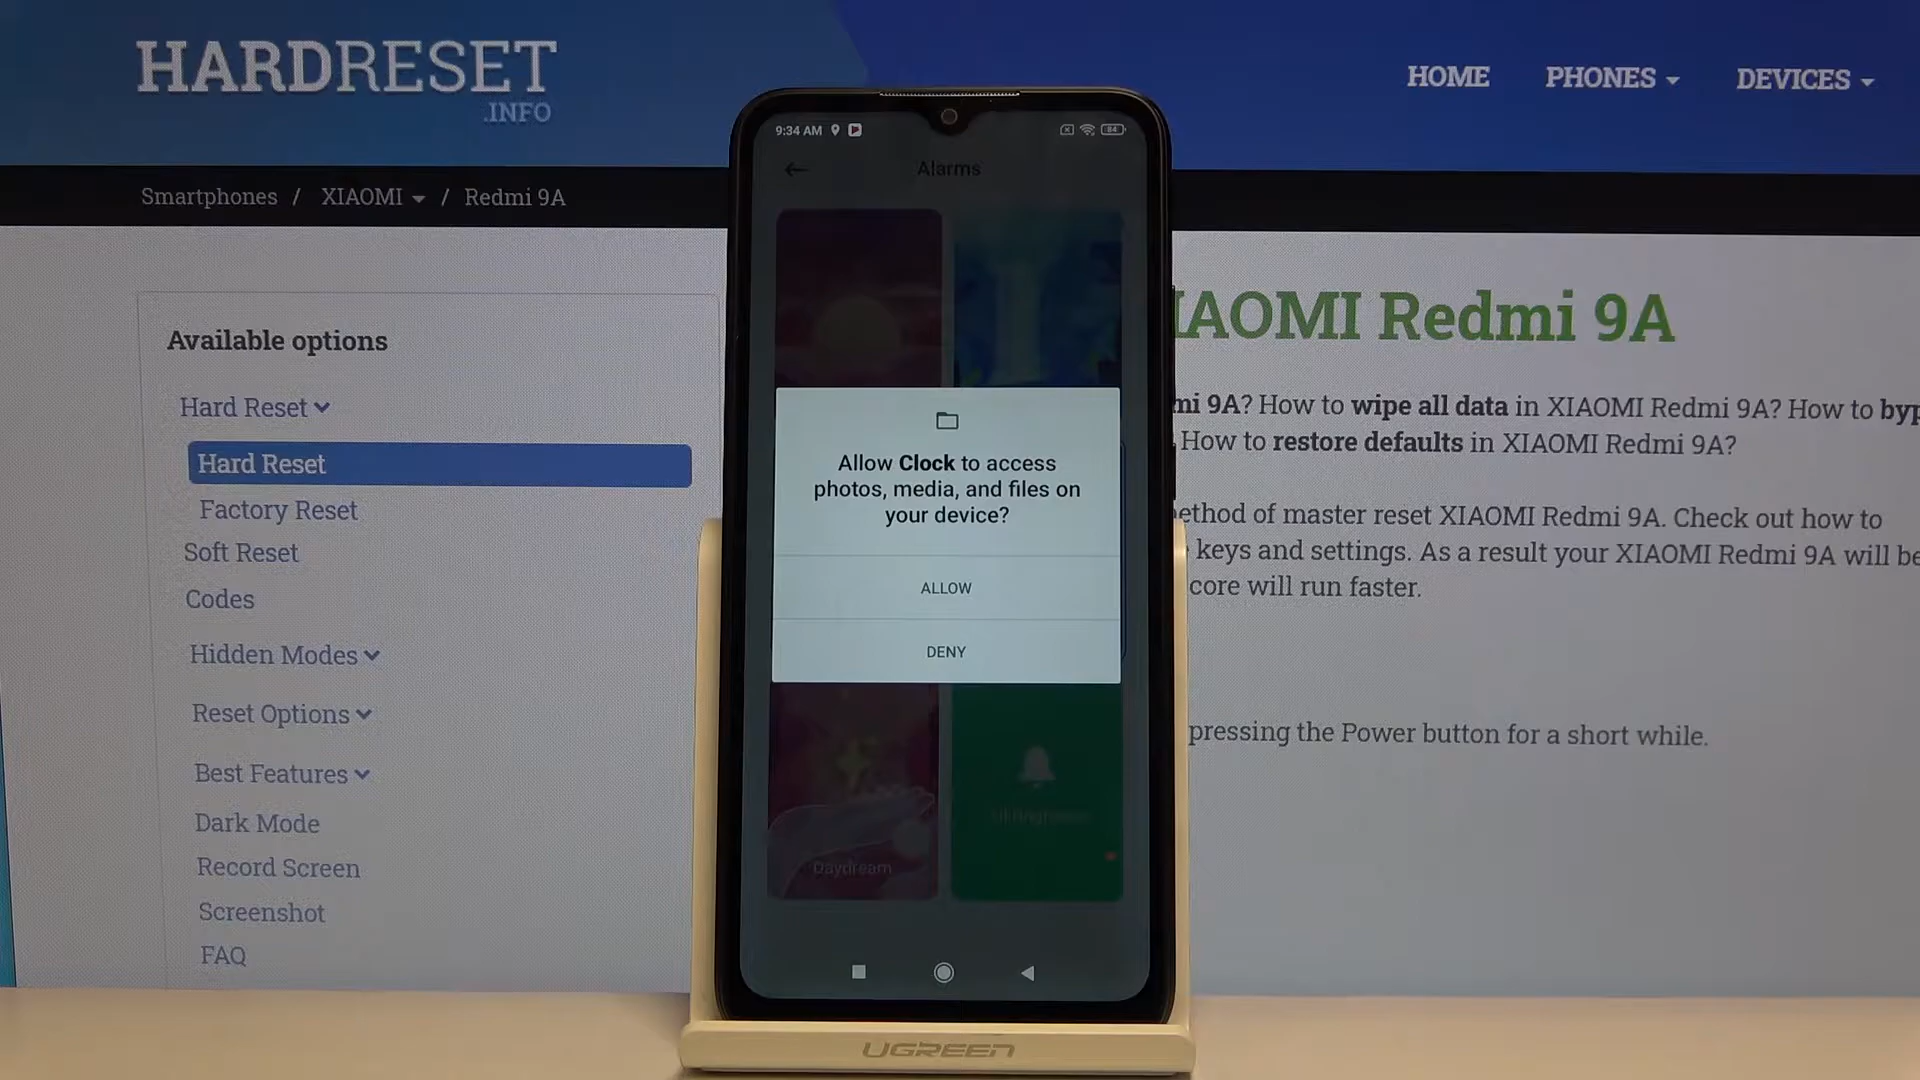 HARDRESET
.INFO
HOME PHONES DEVICES
Smartphones / XIAOMI / Redmi 9A
Available options
Hard Reset
Hard Reset
Factory Reset
Soft Reset
Codes
Hidden Modes
Reset Options
Best Features
Dark Mode
Record Screen
Screenshot
FAQ
9:34 AM
84
Alarms
Allow Clock to access
photos, media, and files on
your device?
ALLOW
DENY
Daydream
UGREEN
IAOMI Redmi 9A
mi 9A? How to wipe all data in XIAOMI Redmi 9A? How to byp
How to restore defaults in XIAOMI Redmi 9A?
ethod of master reset XIAOMI Redmi 9A. Check out how to
keys and settings. As a result your XIAOMI Redmi 9A will be
core will run faster.
pressing the Power button for a short while.